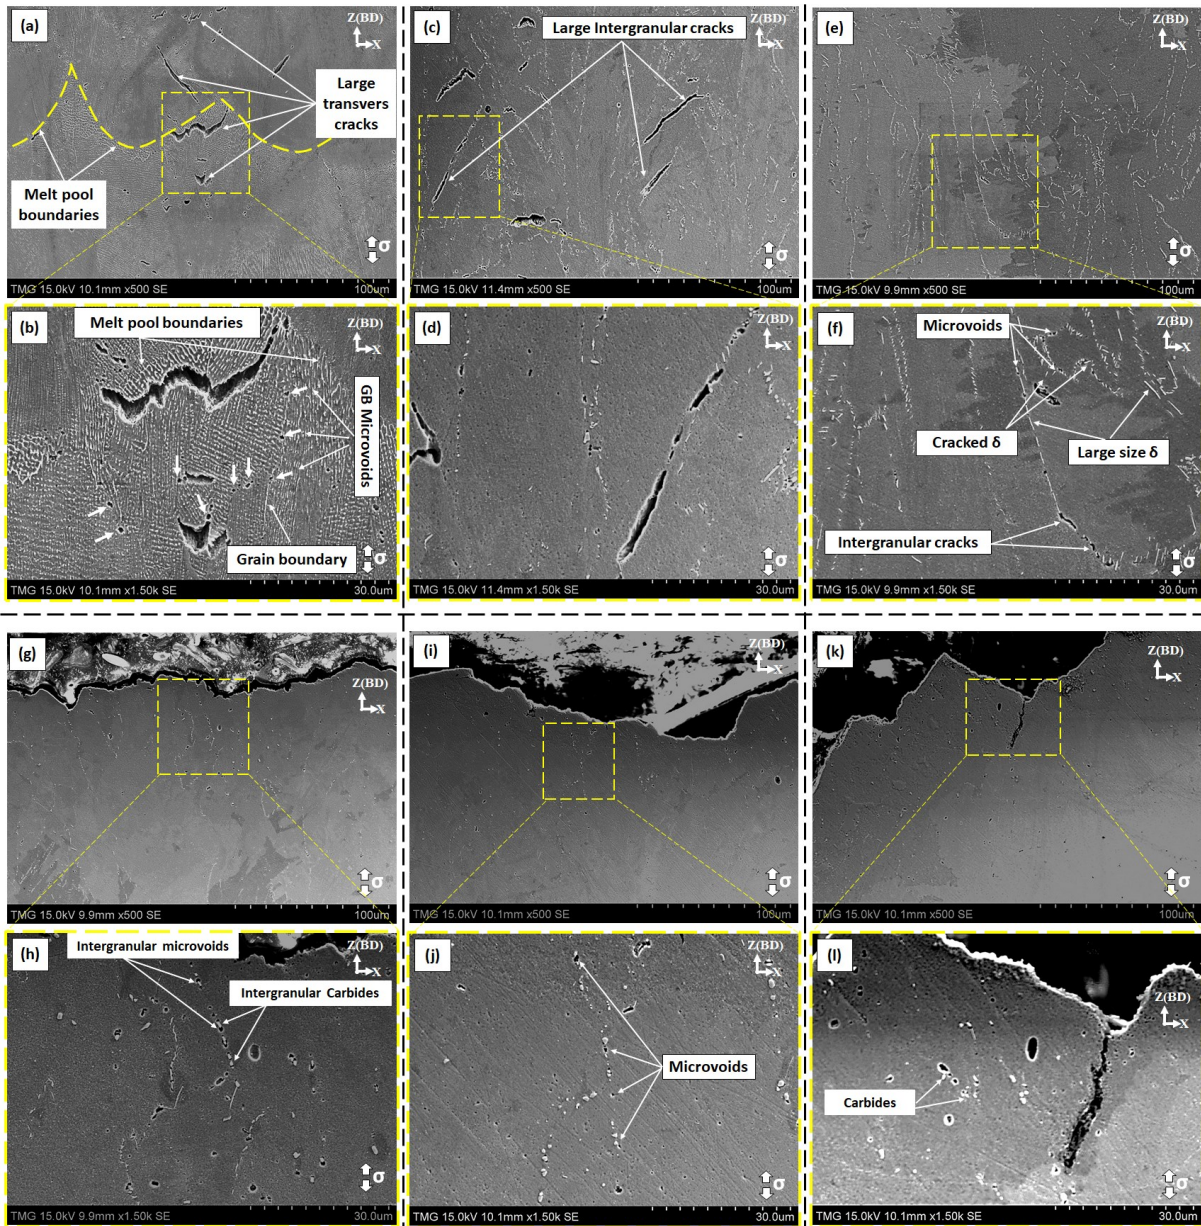 (a)
Z(BD)
X
Large
transvers
cracks
Melt pool
boundaries
σ
TMG 15.0kV 10.1mm x500 SE
100um
(c)
Large Intergranular cracks
Z(BD)
X
σ
TMG 15.0kV 11.4mm x500 SE
100um
(e)
Z(BD)
X
σ
TMG 15.0kV 9.9mm x500 SE
100um
(b)
Melt pool boundaries
Z(BD)
X
GB Microvoids
Grain boundary
σ
TMG 15.0kV 10.1mm x1.50k SE
30.0um
(d)
Z(BD)
X
σ
TMG 15.0kV 11.4mm x1.50k SE
30.0um
(f)
Microvoids
Z(BD)
X
Cracked δ
Large size δ
Intergranular cracks
σ
TMG 15.0kV 9.9mm x1.50k SE
30.0um
(g)
Z(BD)
X
σ
TMG 15.0kV 9.9mm x500 SE
100um
(i)
Z(BD)
X
σ
TMG 15.0kV 10.1mm x500 SE
100um
(k)
Z(BD)
X
σ
TMG 15.0kV 10.1mm x500 SE
100um
(h)
Intergranular microvoids
Z(BD)
X
Intergranular Carbides
σ
TMG 15.0kV 9.9mm x1.50k SE
30.0um
(j)
Z(BD)
X
Microvoids
σ
TMG 15.0kV 10.1mm x1.50k SE
30.0um
(l)
Z(BD)
X
Carbides
σ
TMG 15.0kV 10.1mm x1.50k SE
30.0um